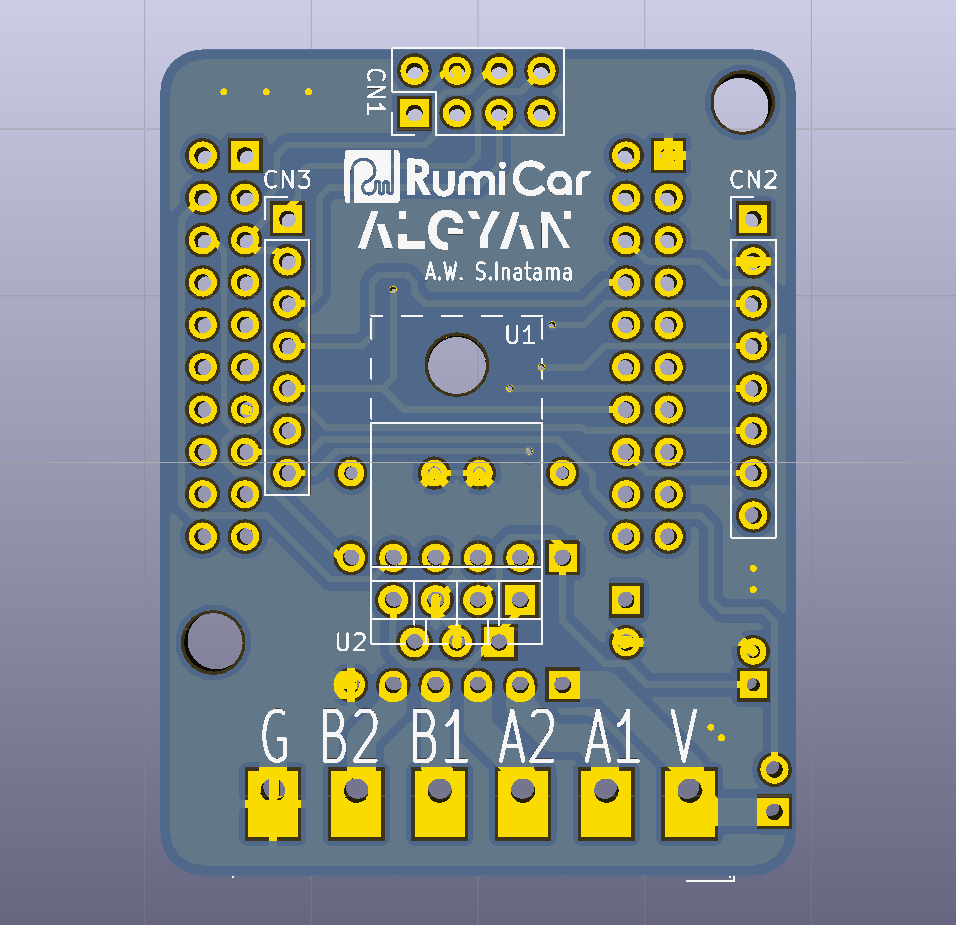 CN1
CN3
RumiCar
CN2
ALGYAN
A.W. S.Inatama
U1
U2
G B2 B1 A2 A1 V